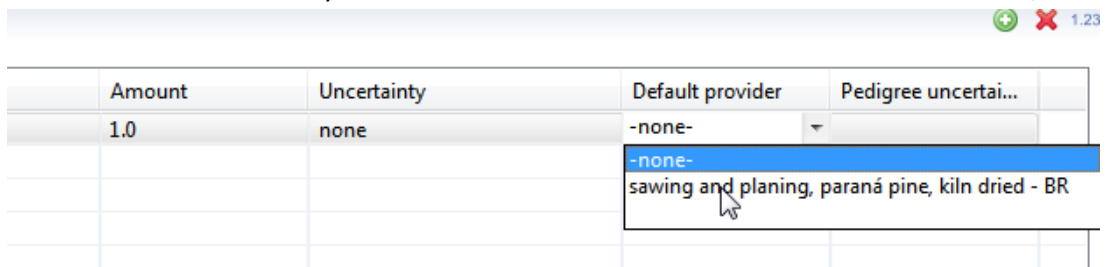 1.23
Amount Uncertainty Default provider Pedigree uncertai...
1.0 none -none-
-none-
sawing and planing, paraná pine, kiln dried - BR